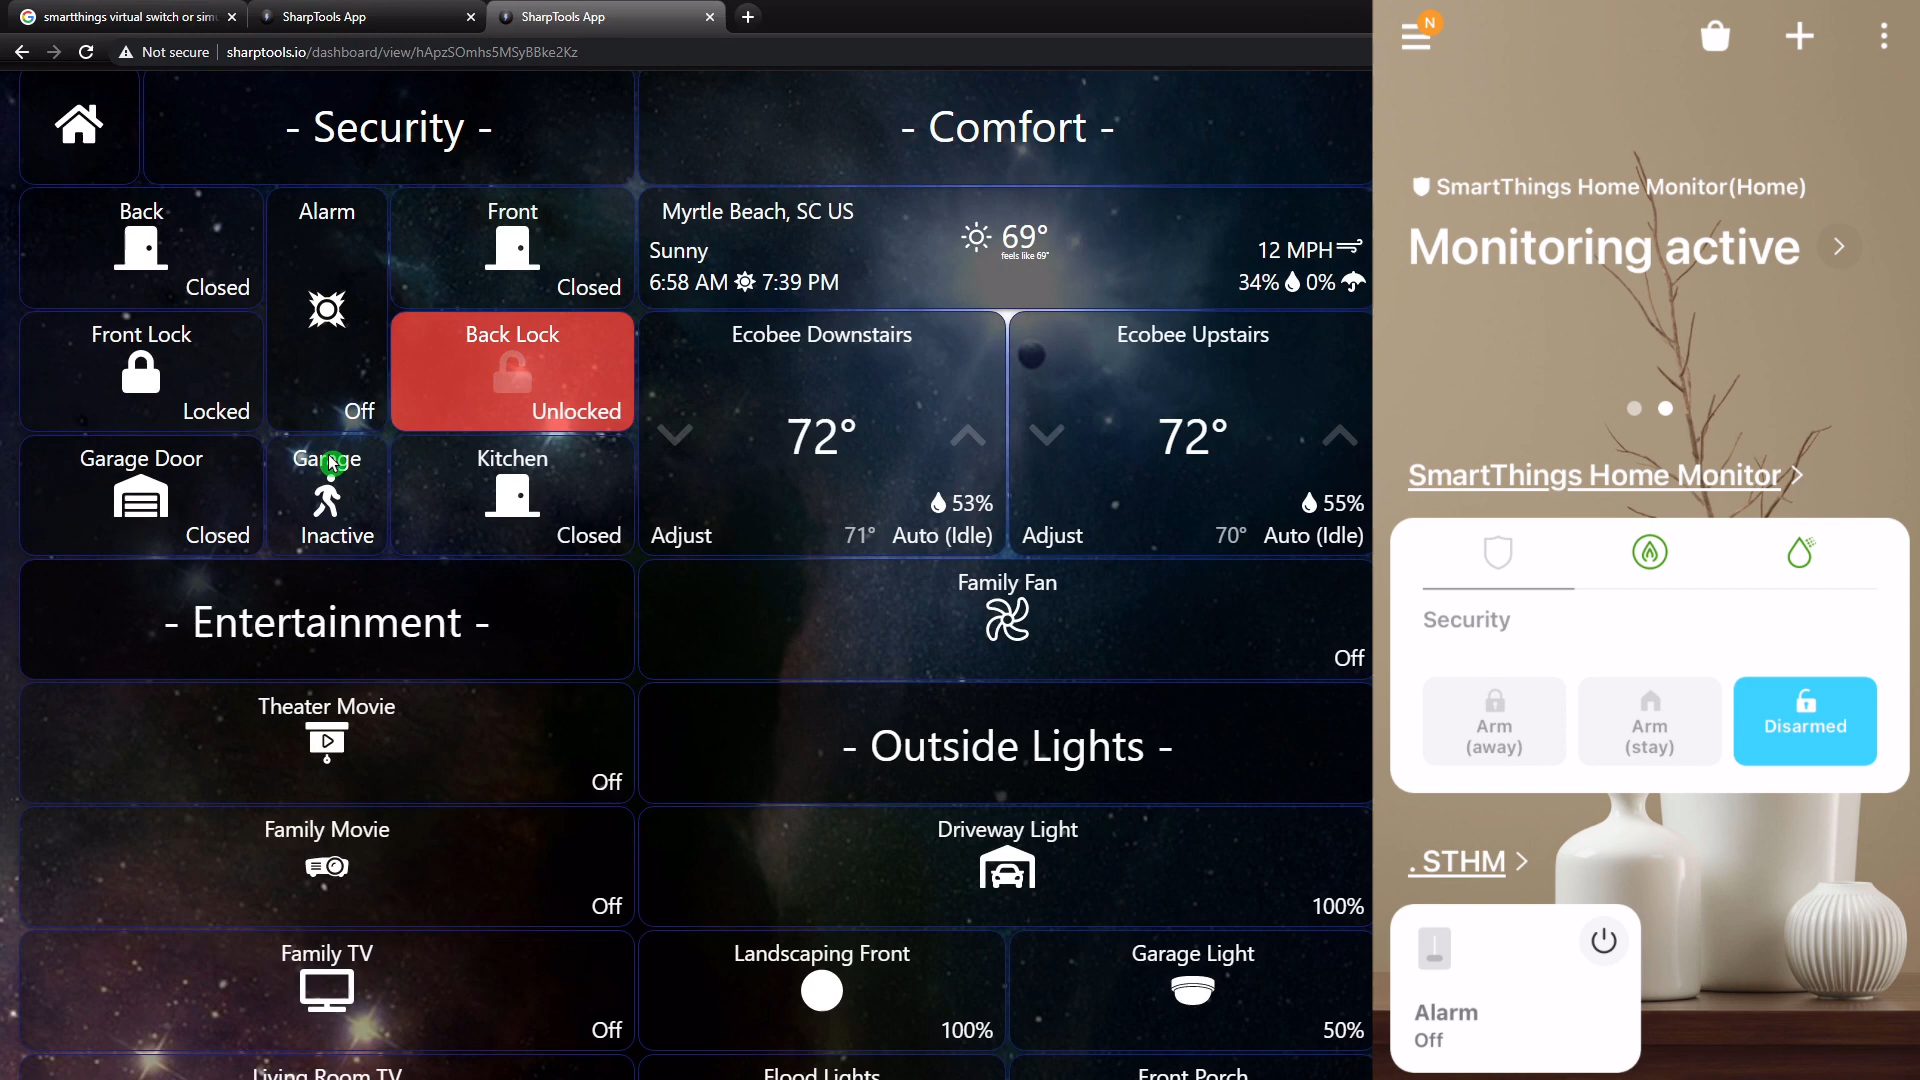 smartthings virtual switch or sim
SharpTools App
SharpTools App
Not secure
sharptools.io/dashboard/view/hApzSOmhs5MSyBBke2Kz
- Security -
- Comfort -
Back
Closed
Alarm
Off
Front
Closed
Myrtle Beach, SC US
Sunny
6:58 AM 7:39 PM
69°
feels like 69°
12 MPH
34% 0%
Front Lock
Locked
Back Lock
Unlocked
Ecobee Downstairs
72°
53%
Adjust 71° Auto (Idle)
Ecobee Upstairs
72°
55%
Adjust 70° Auto (Idle)
Garage Door
Closed
Garage
Inactive
Kitchen
Closed
- Entertainment -
Family Fan
Off
Theater Movie
Off
- Outside Lights -
Family Movie
Off
Driveway Light
100%
Family TV
Off
Landscaping Front
100%
Garage Light
50%
Living Room TV
Flood Lights
Front Porch
N
SmartThings Home Monitor(Home)
Monitoring active
SmartThings Home Monitor
Security
Arm
(away)
Arm
(stay)
Disarmed
. STHM
Alarm
Off